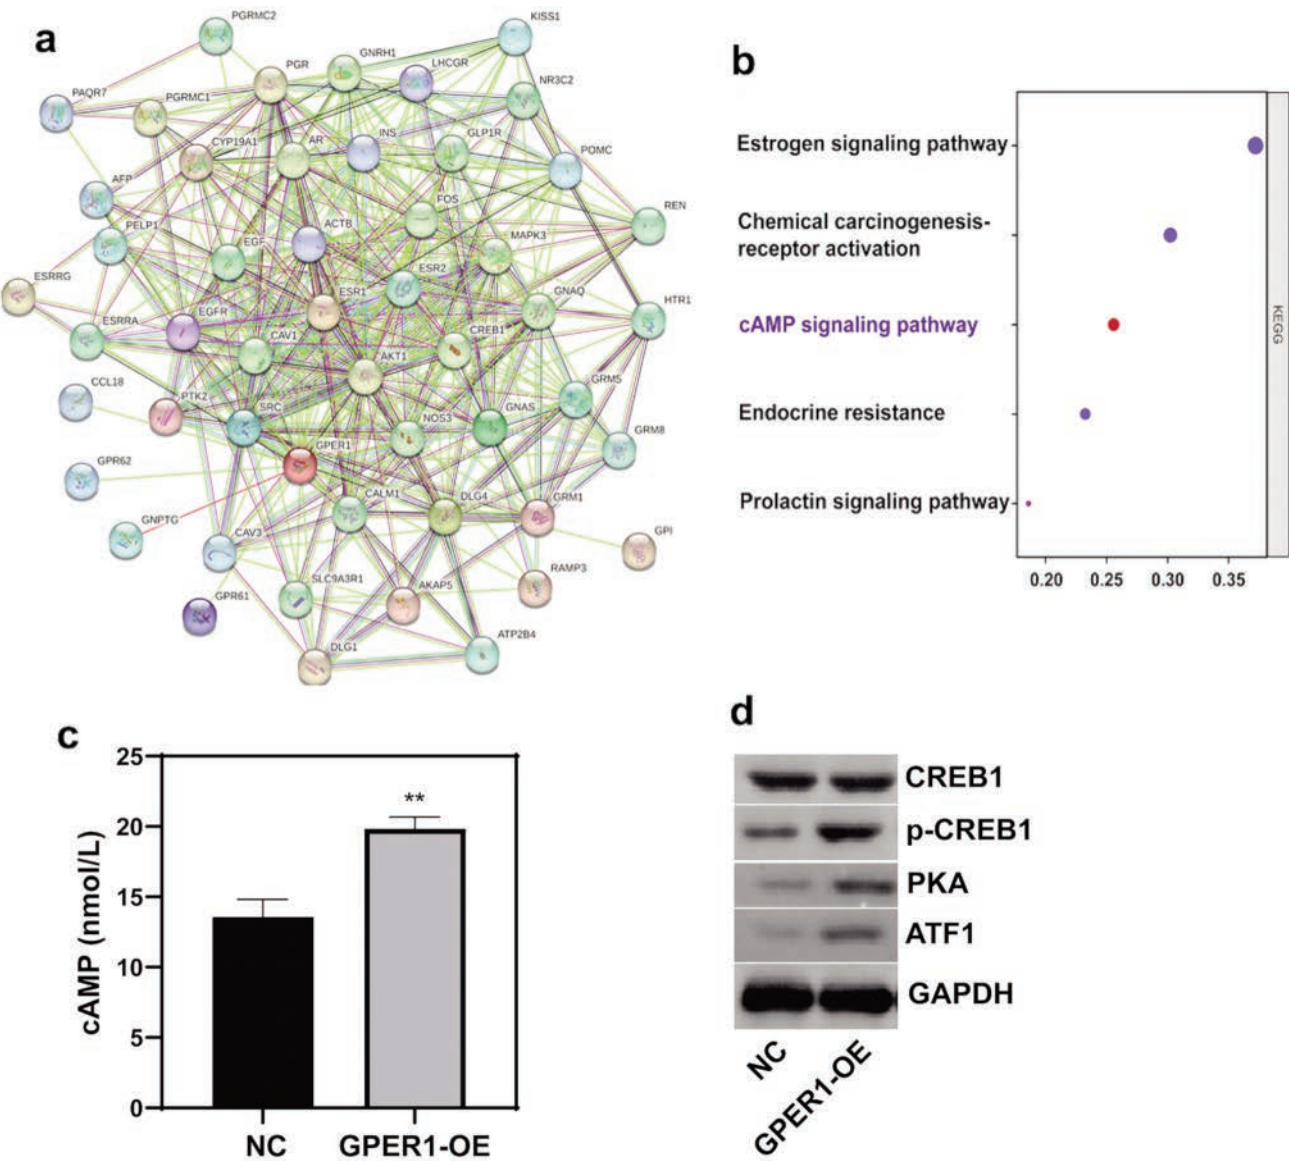 a
PGRMC2
KISS1
PGR
GNRH1
LHCGR
NR3C2
PAQR7
PGRMC1
CYP19A1
AR
INS
GLP1R
POMC
AFP
FOS
REN
PELP1
EGF
ACTB
MAPK3
ESRRG
ESR2
ESR1
GNAQ
HTR1
ESRRA
EGFR
CAV1
CREB1
AKT1
CCL18
PTK2
SRC
NOS3
GNAS
GRM5
GRM8
GPR62
GPER1
CALM1
DLG4
GRM1
GNPTG
CAV3
GPI
SLC9A3R1
AKAP5
RAMP3
GPR61
DLG1
ATP2B4
b
Estrogen signaling pathway
Chemical carcinogenesis-
receptor activation
cAMP signaling pathway
Endocrine resistance
Prolactin signaling pathway
KEGG
0.20 0.25 0.30 0.35
c
cAMP (nmol/L)
25
20
15
10
5
0
**
NC GPER1-OE
d
CREB1
p-CREB1
PKA
ATF1
GAPDH
NC GPER1-OE